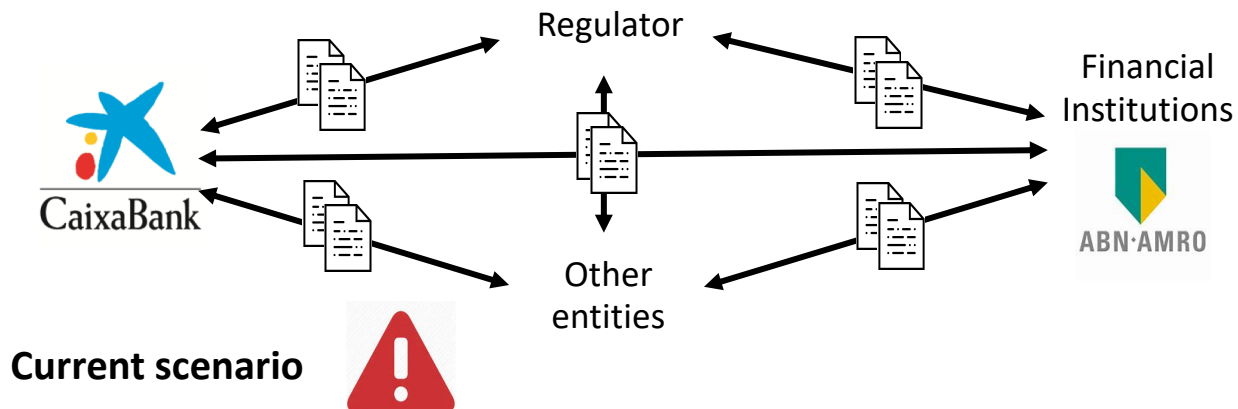 Regulator
Financial
Institutions
CaixaBank
ABN·AMRO
Other
entities
Current scenario